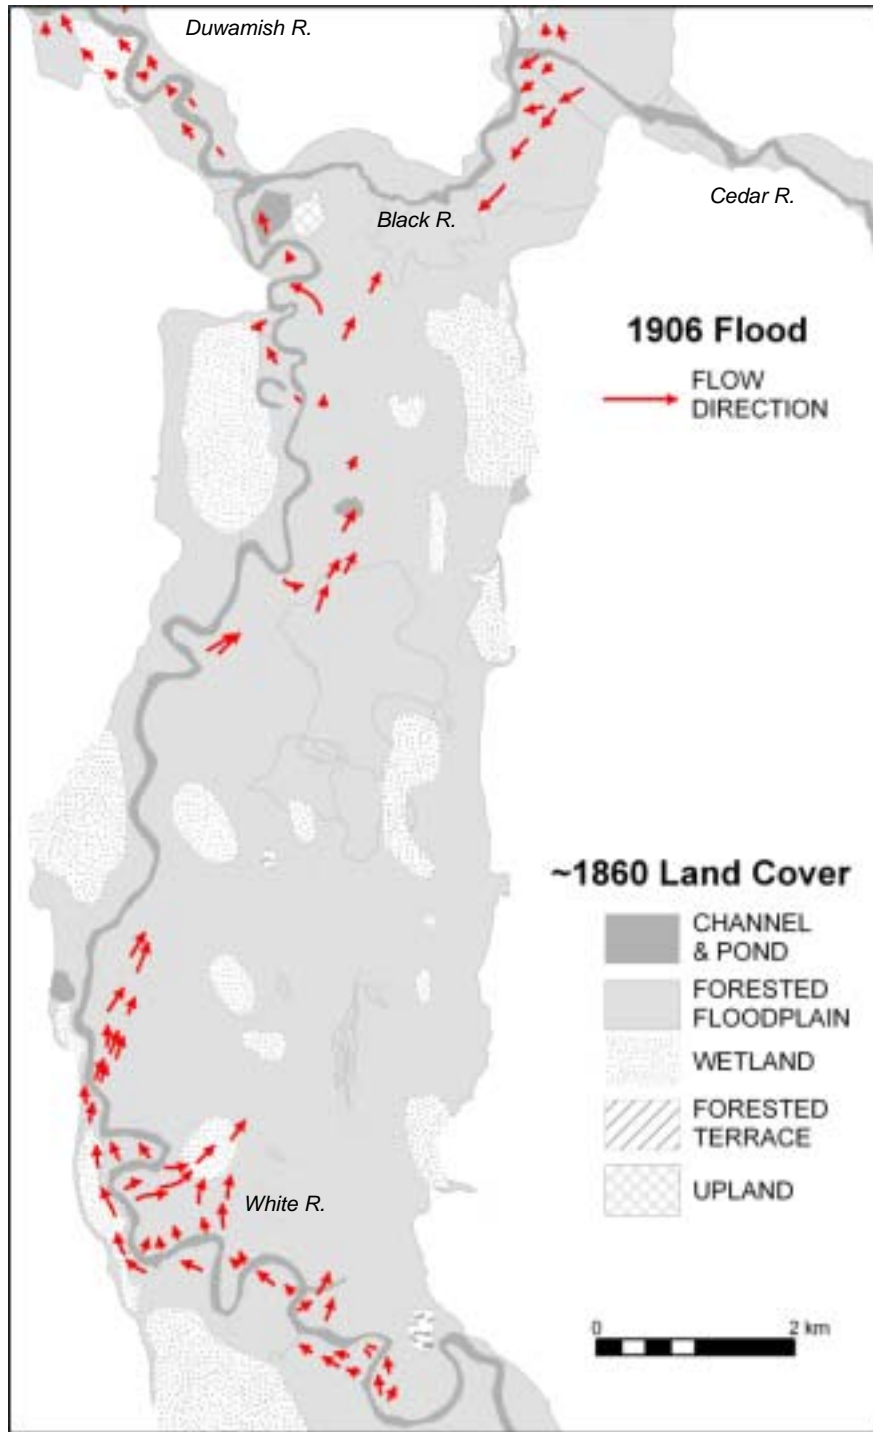 Duwamish R.
Black R.
Cedar R.
1906 Flood
FLOW
DIRECTION
~1860 Land Cover
CHANNEL
& POND
FORESTED
FLOODPLAIN
WETLAND
FORESTED
TERRACE
UPLAND
White R.
0 2 km